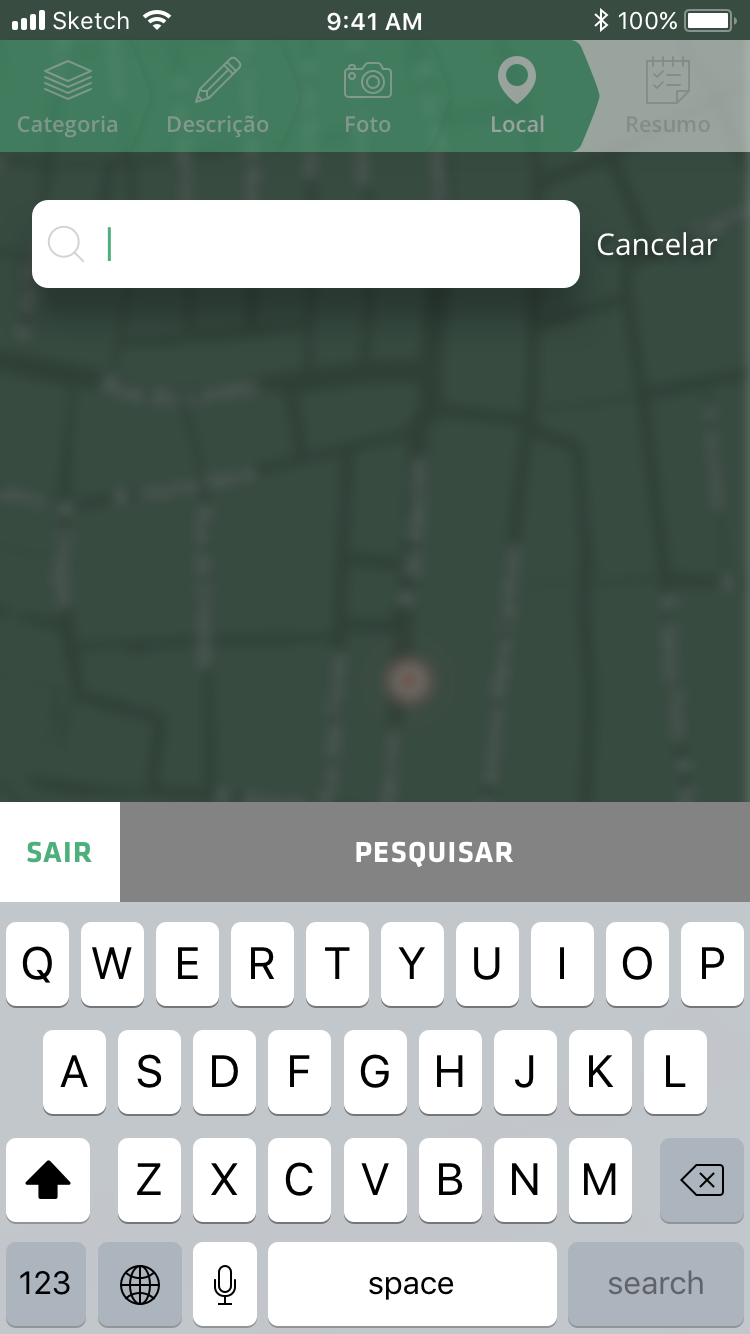 Sketch 9:41 AM 100%
Categoria Descrição Foto Local Resumo
Cancelar
SAIR PESQUISAR
Q W E R T Y U I O P
A S D F G H J K L
Z X C V B N M
123 space search